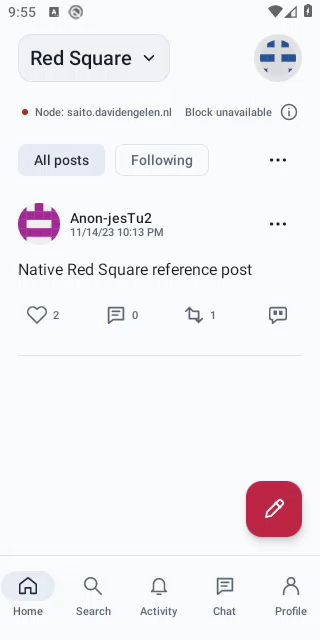 9:55
Red Square
Node: saito.davidengelen.nl Block unavailable
All posts Following
Anon-jesTu2
11/14/23 10:13 PM
Native Red Square reference post
2 0 1
Home Search Activity Chat Profile